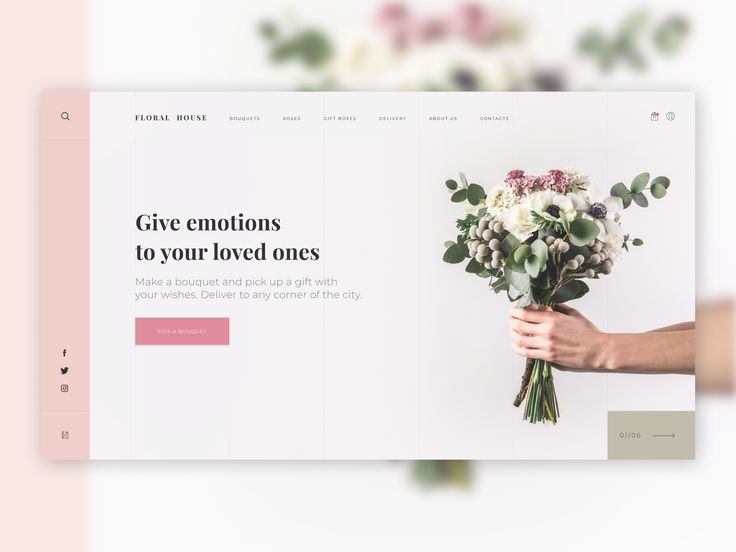 FLORAL HOUSE
BOUQUETS
ROSES
GIFT BOXES
DELIVERY
ABOUT US
CONTACTS
Give emotions
to your loved ones
Make a bouquet and pick up a gift with
your wishes. Deliver to any corner of the city.
PICK A BOUQUET
01/06